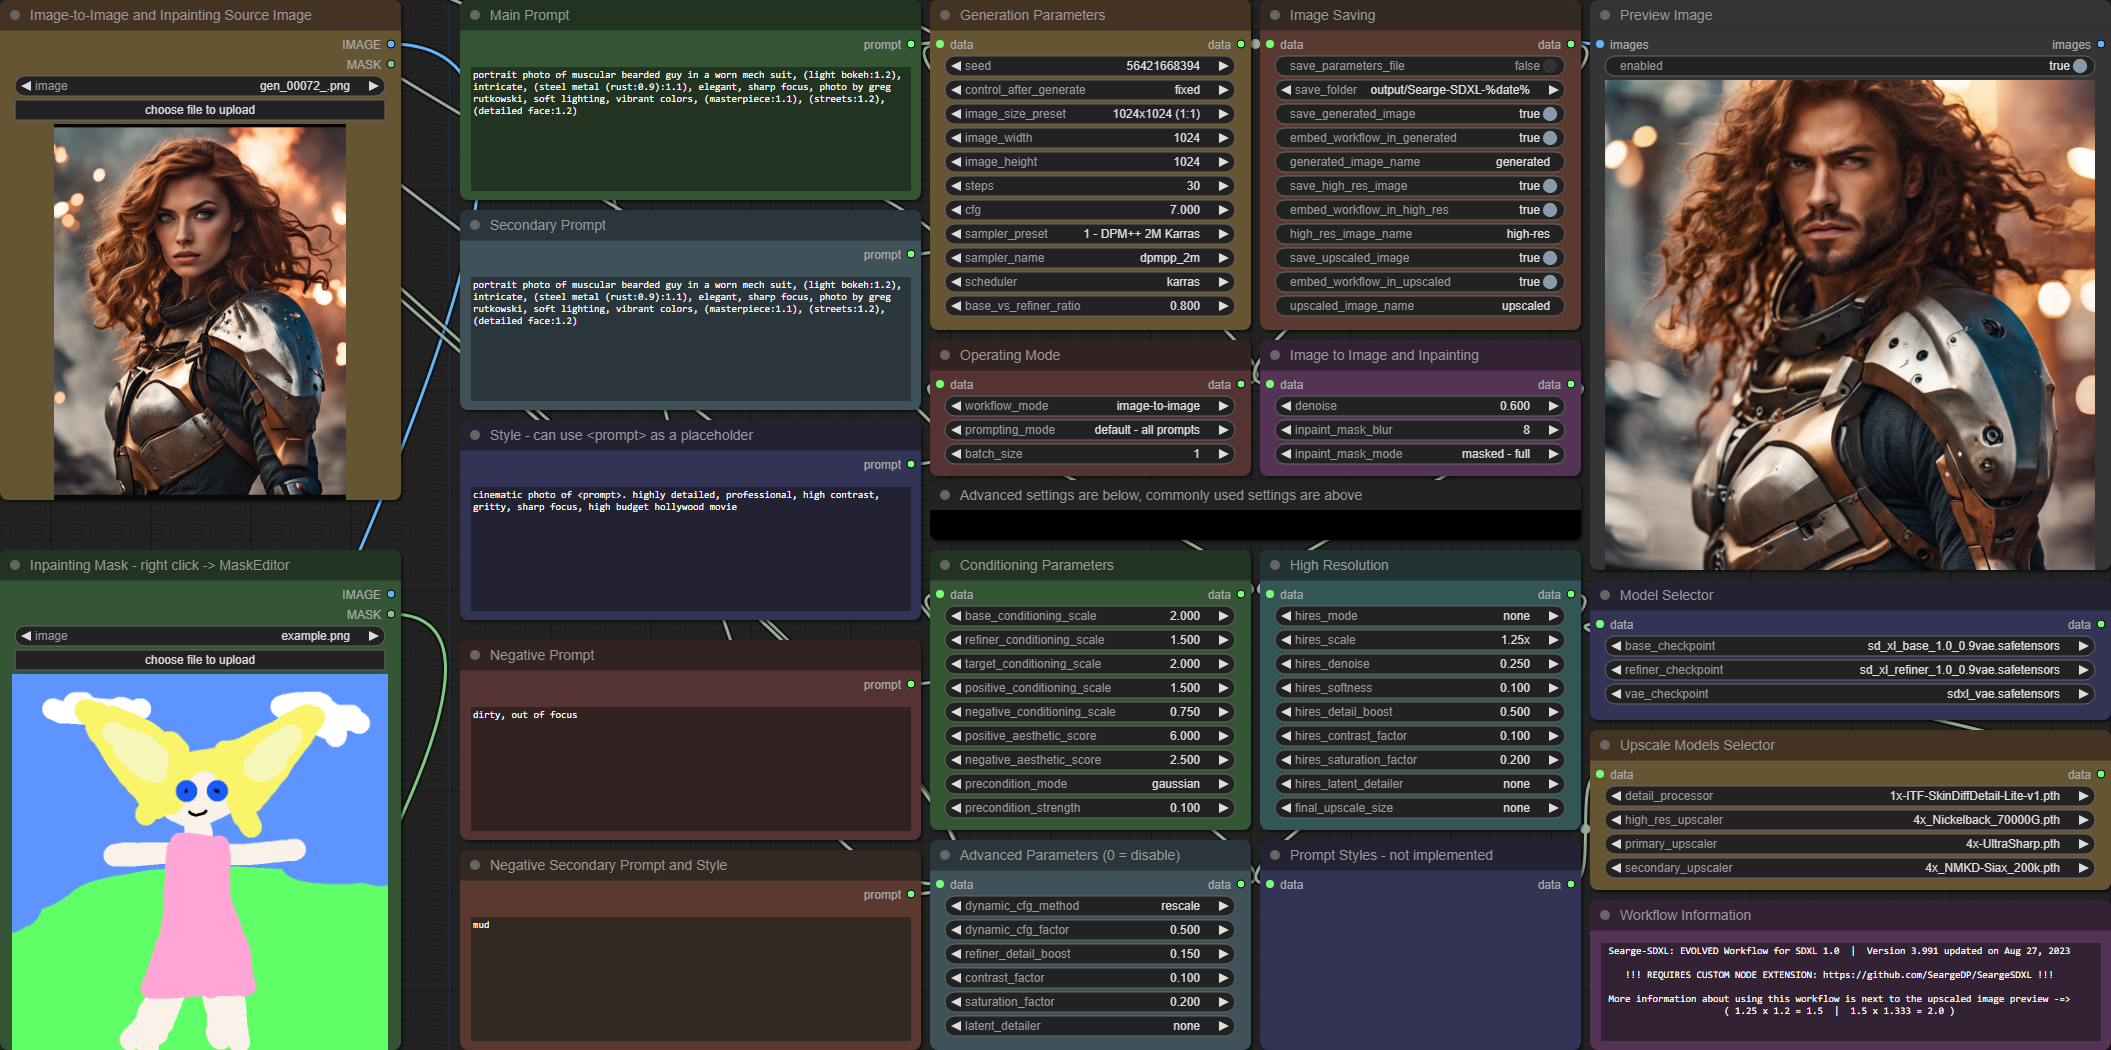 Image-to-Image and Inpainting Source Image
IMAGE
MASK
image gen_00072_.png
choose file to upload
Inpainting Mask - right click -> MaskEditor
IMAGE
MASK
image example.png
choose file to upload
Main Prompt
prompt
portrait photo of muscular bearded guy in a worn mech suit, (light bokeh:1.2),
intricate, (steel metal (rust:0.9):1.1), elegant, sharp focus, photo by greg
rutkowski, soft lighting, vibrant colors, (masterpiece:1.1), (streets:1.2),
(detailed face:1.2)
Secondary Prompt
prompt
portrait photo of muscular bearded guy in a worn mech suit, (light bokeh:1.2),
intricate, (steel metal (rust:0.9):1.1), elegant, sharp focus, photo by greg
rutkowski, soft lighting, vibrant colors, (masterpiece:1.1), (streets:1.2),
(detailed face:1.2)
Style - can use <prompt> as a placeholder
prompt
cinematic photo of <prompt>. highly detailed, professional, high contrast,
gritty, sharp focus, high budget hollywood movie
Negative Prompt
prompt
dirty, out of focus
Negative Secondary Prompt and Style
prompt
mud
Generation Parameters
data data
seed 56421668394
control_after_generate fixed
image_size_preset 1024x1024 (1:1)
image_width 1024
image_height 1024
steps 30
cfg 7.000
sampler_preset 1 - DPM++ 2M Karras
sampler_name dpmpp_2m
scheduler karras
base_vs_refiner_ratio 0.800
Operating Mode
data data
workflow_mode image-to-image
prompting_mode default - all prompts
batch_size 1
Image Saving
data data
save_parameters_file false
save_folder output/Searge-SDXL-%date%
save_generated_image true
embed_workflow_in_generated true
generated_image_name generated
save_high_res_image true
embed_workflow_in_high_res true
high_res_image_name high-res
save_upscaled_image true
embed_workflow_in_upscaled true
upscaled_image_name upscaled
Image to Image and Inpainting
data data
denoise 0.600
inpaint_mask_blur 8
inpaint_mask_mode masked - full
Advanced settings are below, commonly used settings are above
Conditioning Parameters
data data
base_conditioning_scale 2.000
refiner_conditioning_scale 1.500
target_conditioning_scale 2.000
positive_conditioning_scale 1.500
negative_conditioning_scale 0.750
positive_aesthetic_score 6.000
negative_aesthetic_score 2.500
precondition_mode gaussian
precondition_strength 0.100
Advanced Parameters (0 = disable)
data data
dynamic_cfg_method rescale
dynamic_cfg_factor 0.500
refiner_detail_boost 0.150
contrast_factor 0.100
saturation_factor 0.200
latent_detailer none
High Resolution
data data
hires_mode none
hires_scale 1.25x
hires_denoise 0.250
hires_softness 0.100
hires_detail_boost 0.500
hires_contrast_factor 0.100
hires_saturation_factor 0.200
hires_latent_detailer none
final_upscale_size none
Prompt Styles - not implemented
data data
Preview Image
images images
enabled true
Model Selector
data data
base_checkpoint sd_xl_base_1.0_0.9vae.safetensors
refiner_checkpoint sd_xl_refiner_1.0_0.9vae.safetensors
vae_checkpoint sdxl_vae.safetensors
Upscale Models Selector
data data
detail_processor 1x-ITF-SkinDiffDetail-Lite-v1.pth
high_res_upscaler 4x_Nickelback_70000G.pth
primary_upscaler 4x-UltraSharp.pth
secondary_upscaler 4x_NMKD-Siax_200k.pth
Workflow Information
Searge-SDXL: EVOLVED Workflow for SDXL 1.0 | Version 3.991 updated on Aug 27, 2023
!!! REQUIRES CUSTOM NODE EXTENSION: https://github.com/SeargeDP/SeargeSDXL !!!
More information about using this workflow is next to the upscaled image preview -=>
( 1.25 x 1.2 = 1.5 | 1.5 x 1.333 = 2.0 )